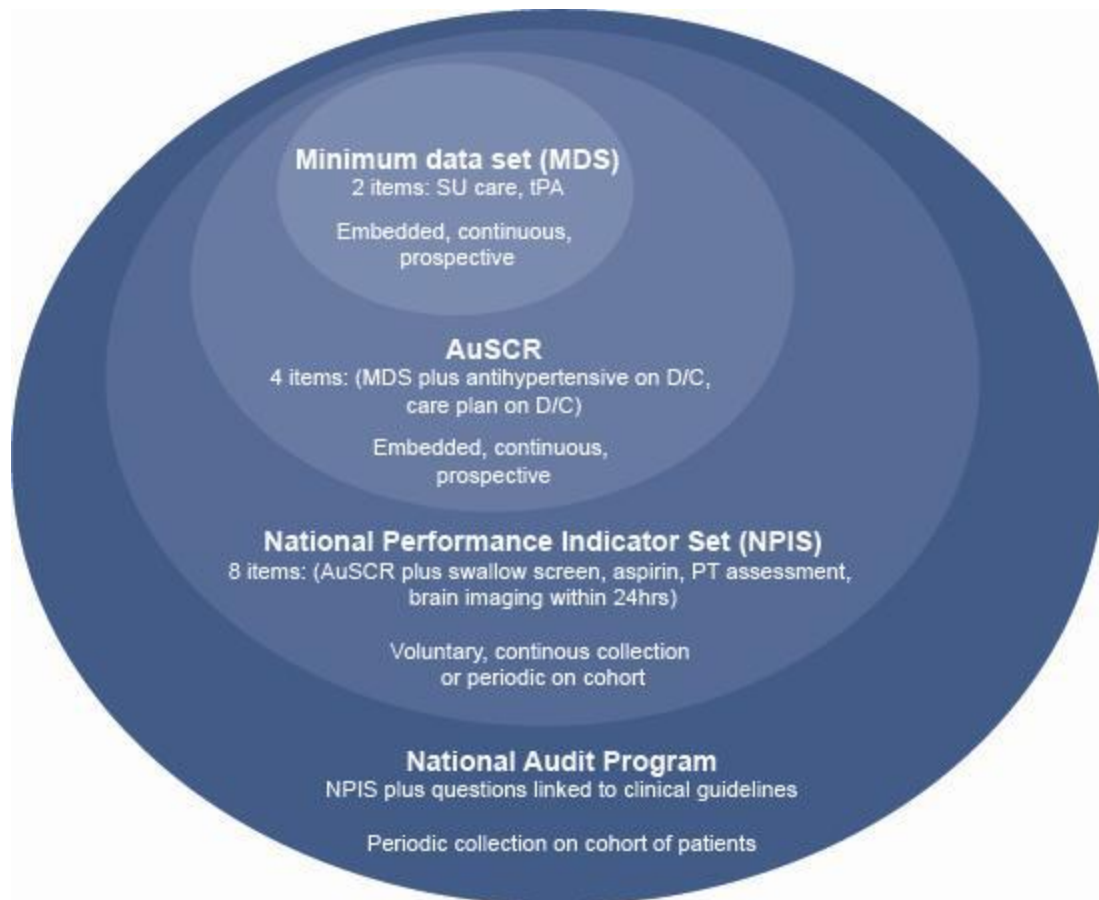 Minimum data set (MDS)
2 items: SU care, tPA
Embedded, continuous,
prospective
AuSCR
4 items: (MDS plus antihypertensive on D/C,
care plan on D/C)
Embedded, continuous,
prospective
National Performance Indicator Set (NPIS)
8 items: (AuSCR plus swallow screen, aspirin, PT assessment,
brain imaging within 24hrs)
Voluntary, continous collection
or periodic on cohort
National Audit Program
NPIS plus questions linked to clinical guidelines
Periodic collection on cohort of patients